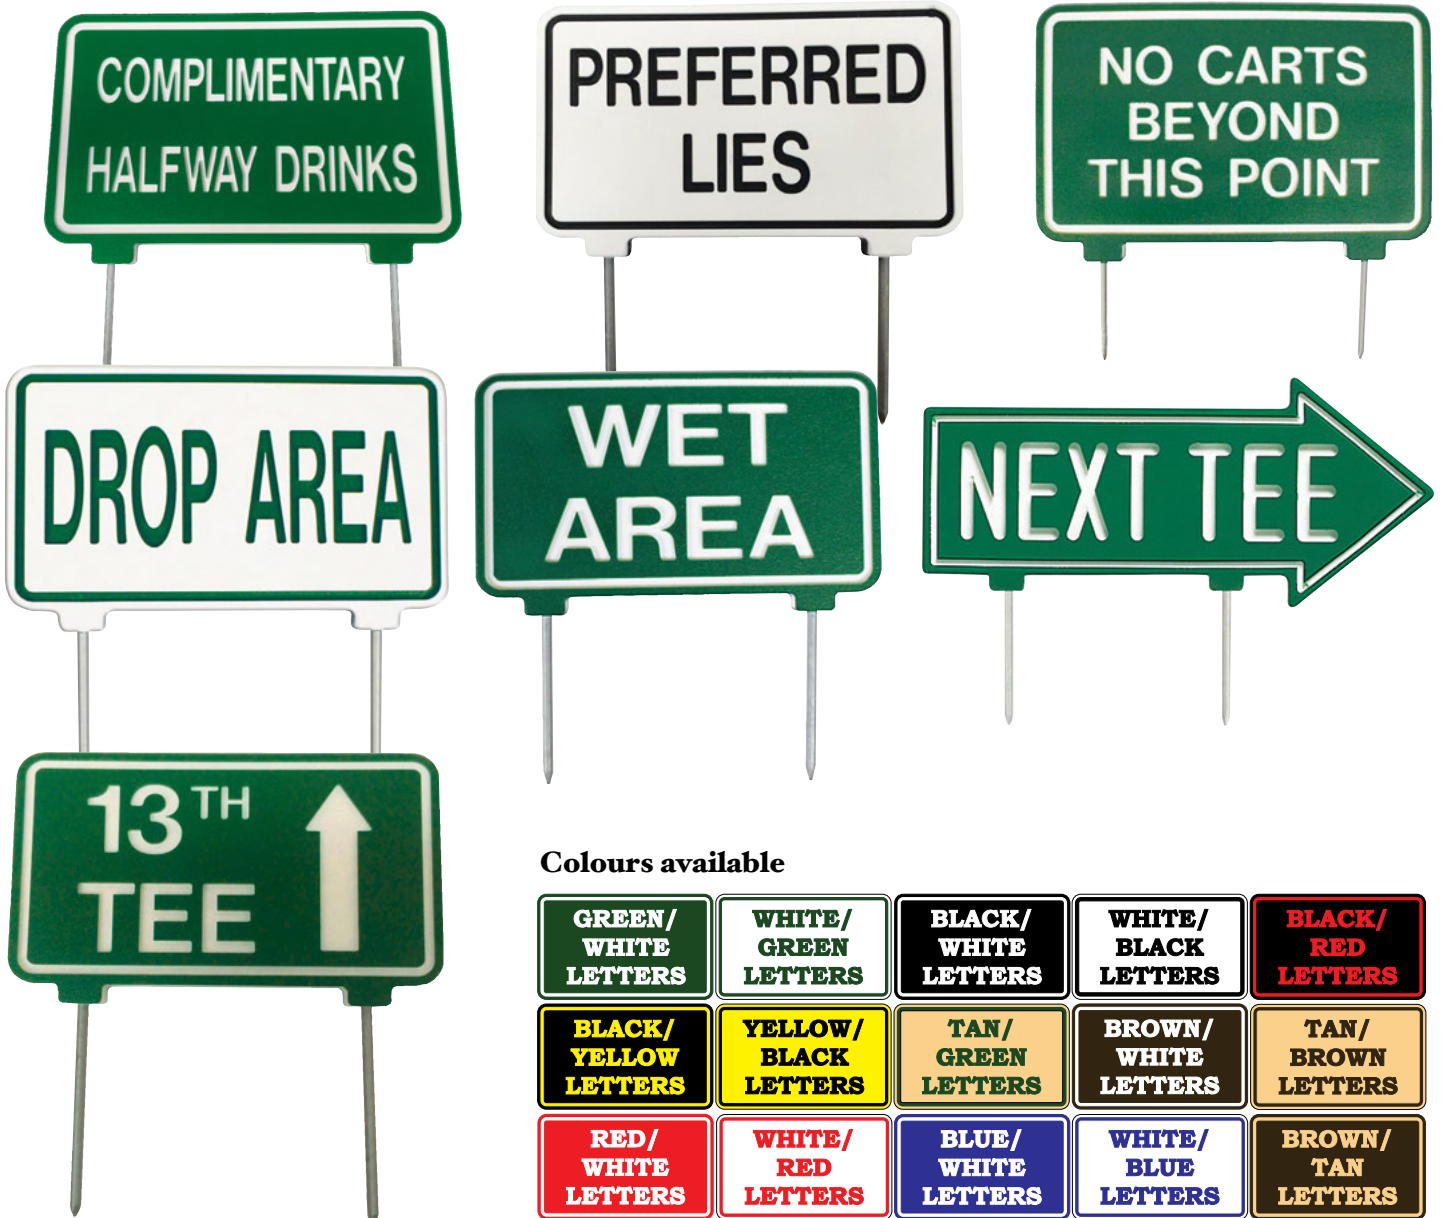 COMPLIMENTARY
HALFWAY DRINKS
PREFERRED
LIES
NO CARTS
BEYOND
THIS POINT
DROP AREA
WET
AREA
NEXT TEE
13TH
TEE
Colours available
GREEN/
WHITE
LETTERS
WHITE/
GREEN
LETTERS
BLACK/
WHITE
LETTERS
WHITE/
BLACK
LETTERS
BLACK/
RED
LETTERS
BLACK/
YELLOW
LETTERS
YELLOW/
BLACK
LETTERS
TAN/
GREEN
LETTERS
BROWN/
WHITE
LETTERS
TAN/
BROWN
LETTERS
RED/
WHITE
LETTERS
WHITE/
RED
LETTERS
BLUE/
WHITE
LETTERS
WHITE/
BLUE
LETTERS
BROWN/
TAN
LETTERS